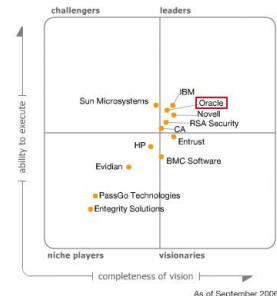 challengers
leaders
IBM
Sun Microsystems
Oracle
Novell
RSA Security
CA
Entrust
HP
BMC Software
Evidian
PassGo Technologies
Entegrity Solutions
niche players
visionaries
ability to execute
completeness of vision
As of September 2006